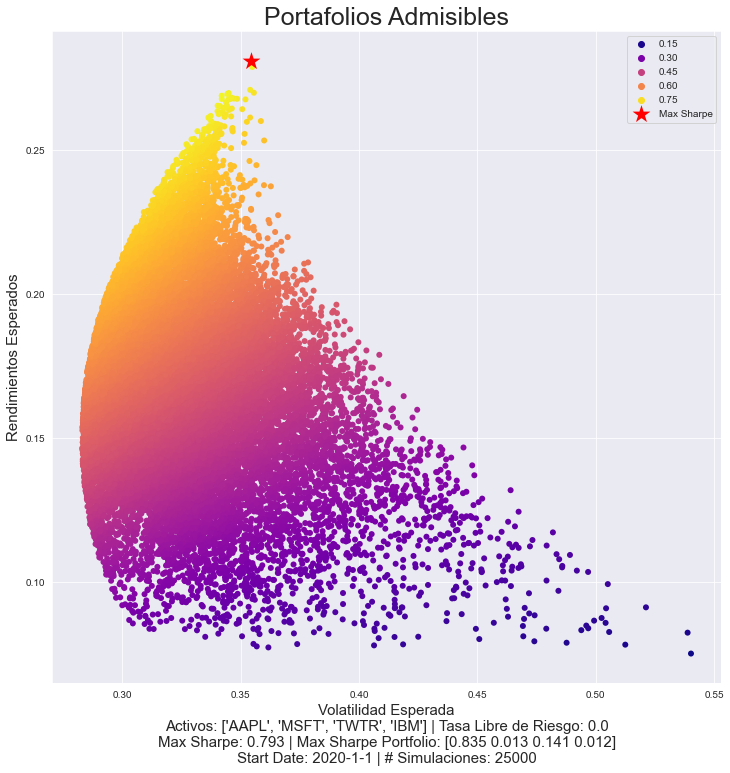 Portafolios Admisibles
0.15
0.30
0.45
0.60
0.75
Max Sharpe
Rendimientos Esperados
0.25
0.20
0.15
0.10
0.30
0.35
0.40
0.45
0.50
0.55
Volatilidad Esperada
Activos: ['AAPL', 'MSFT', 'TWTR', 'IBM'] | Tasa Libre de Riesgo: 0.0
Max Sharpe: 0.793 | Max Sharpe Portfolio: [0.835 0.013 0.141 0.012]
Start Date: 2020-1-1 | # Simulaciones: 25000